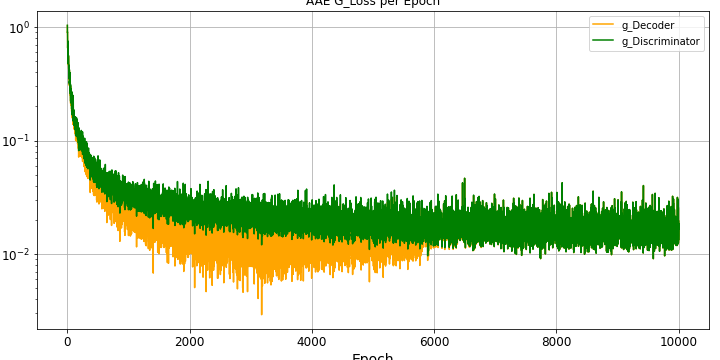 AAE G_Loss per Epoch
g_Decoder
g_Discriminator
10⁰
10⁻¹
10⁻²
0 2000 4000 6000 8000 10000
Epoch